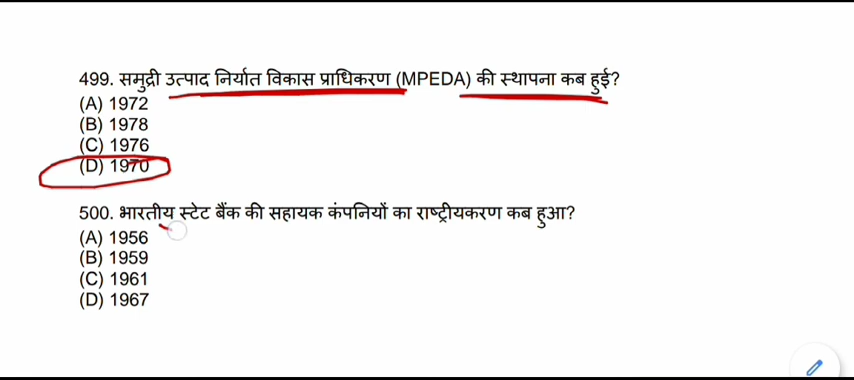 499. समुद्री उत्पाद निर्यात विकास प्राधिकरण (MPEDA) की स्थापना कब हुई?
(A) 1972
(B) 1978
(C) 1976
(D) 1970
500. भारतीय स्टेट बैंक की सहायक कंपनियों का राष्ट्रीयकरण कब हुआ?
(A) 1956
(B) 1959
(C) 1961
(D) 1967